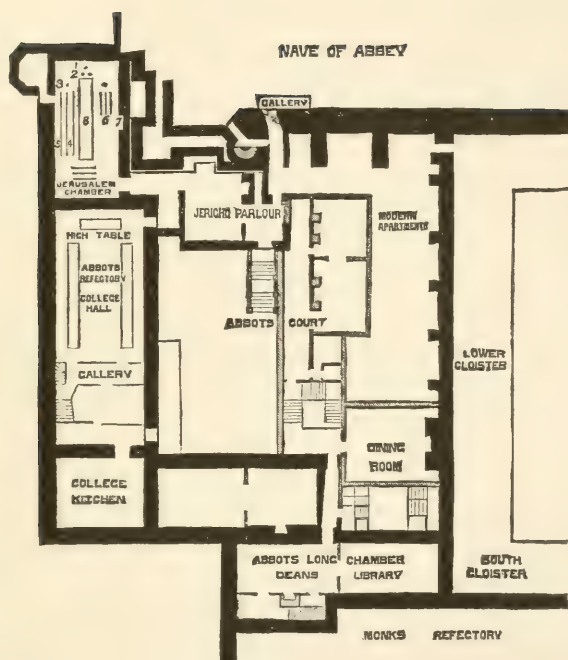 NAVE OF ABBEY
GALLERY
1
2
3
4
5
6
7
8
JERUSALEM
CHAMBER
JERICHO PARLOUR
MODERN
APARTMENTS
HIGH TABLE
ABBOTS
REFECTORY
COLLEGE
HALL
ABBOTS COURT
LOWER
CLOISTER
GALLERY
DINING
ROOM
COLLEGE
KITCHEN
ABBOTS LONG CHAMBER
DEANS LIBRARY
SOUTH
CLOISTER
MONKS REFECTORY